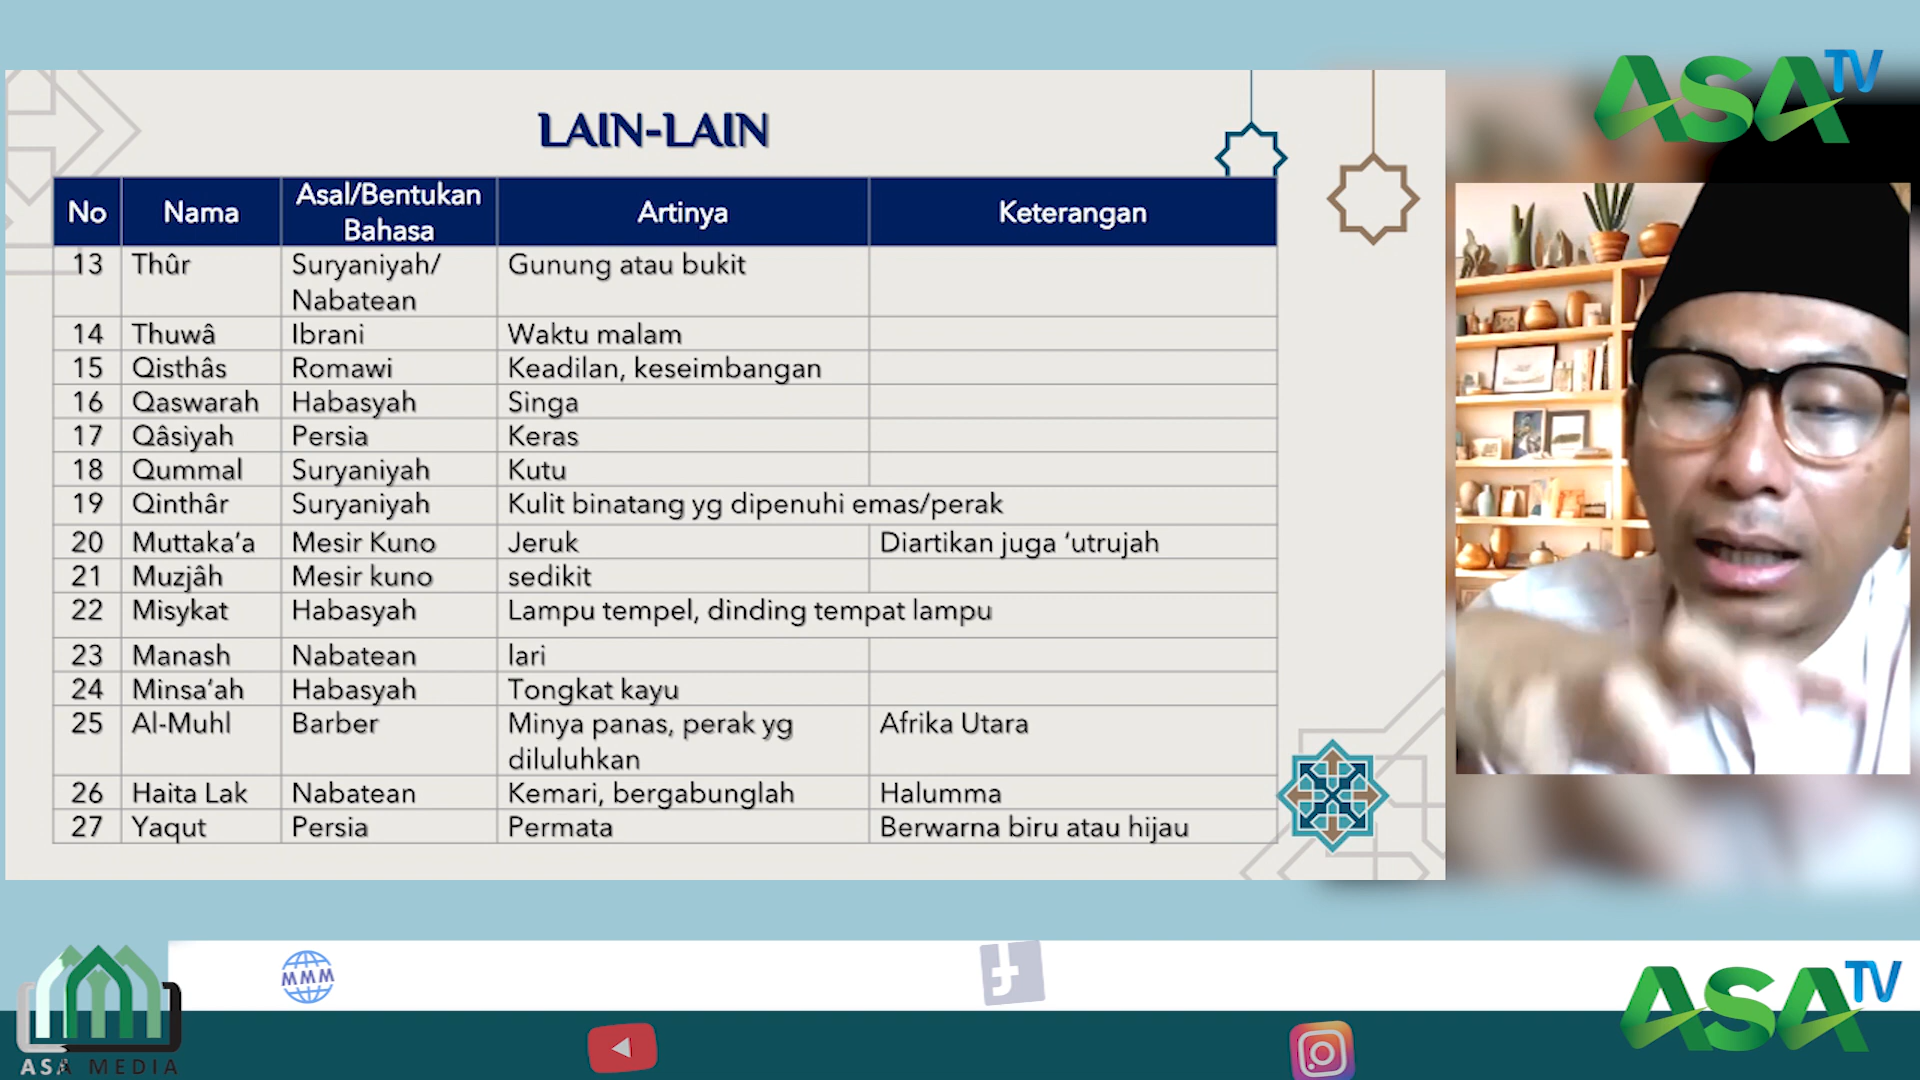 ASA TV
LAIN-LAIN
No Nama Asal/Bentukan Bahasa Artinya Keterangan
13 Thûr Suryaniyah/ Nabatean Gunung atau bukit
14 Thuwâ Ibrani Waktu malam
15 Qisthâs Romawi Keadilan, keseimbangan
16 Qaswarah Habasyah Singa
17 Qâsiyah Persia Keras
18 Qummal Suryaniyah Kutu
19 Qinthâr Suryaniyah Kulit binatang yg dipenuhi emas/perak
20 Muttaka’a Mesir Kuno Jeruk Diartikan juga ‘utrujah
21 Muzjâh Mesir kuno sedikit
22 Misykat Habasyah Lampu tempel, dinding tempat lampu
23 Manash Nabatean lari
24 Minsa’ah Habasyah Tongkat kayu
25 Al-Muhl Barber Minya panas, perak yg diluluhkan Afrika Utara
26 Haita Lak Nabatean Kemari, bergabunglah Halumma
27 Yaqut Persia Permata Berwarna biru atau hijau
MMM
ASA TV
ASA MEDIA